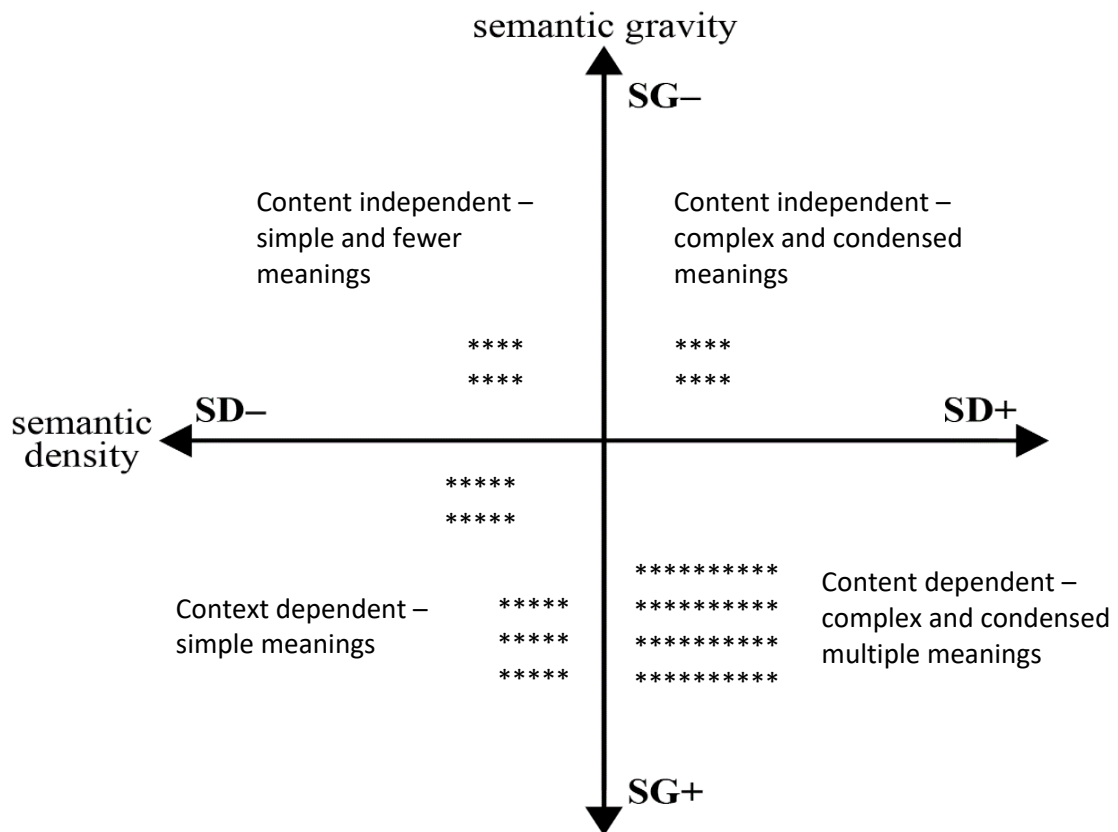 semantic gravity
SG–
Content independent –
simple and fewer
meanings
Content independent –
complex and condensed
meanings
**** ****
**** ****
SD– SD+
semantic
density
*****
*****
**********
Context dependent –
simple meanings
***** **********
***** **********
***** **********
Content dependent –
complex and condensed
multiple meanings
SG+